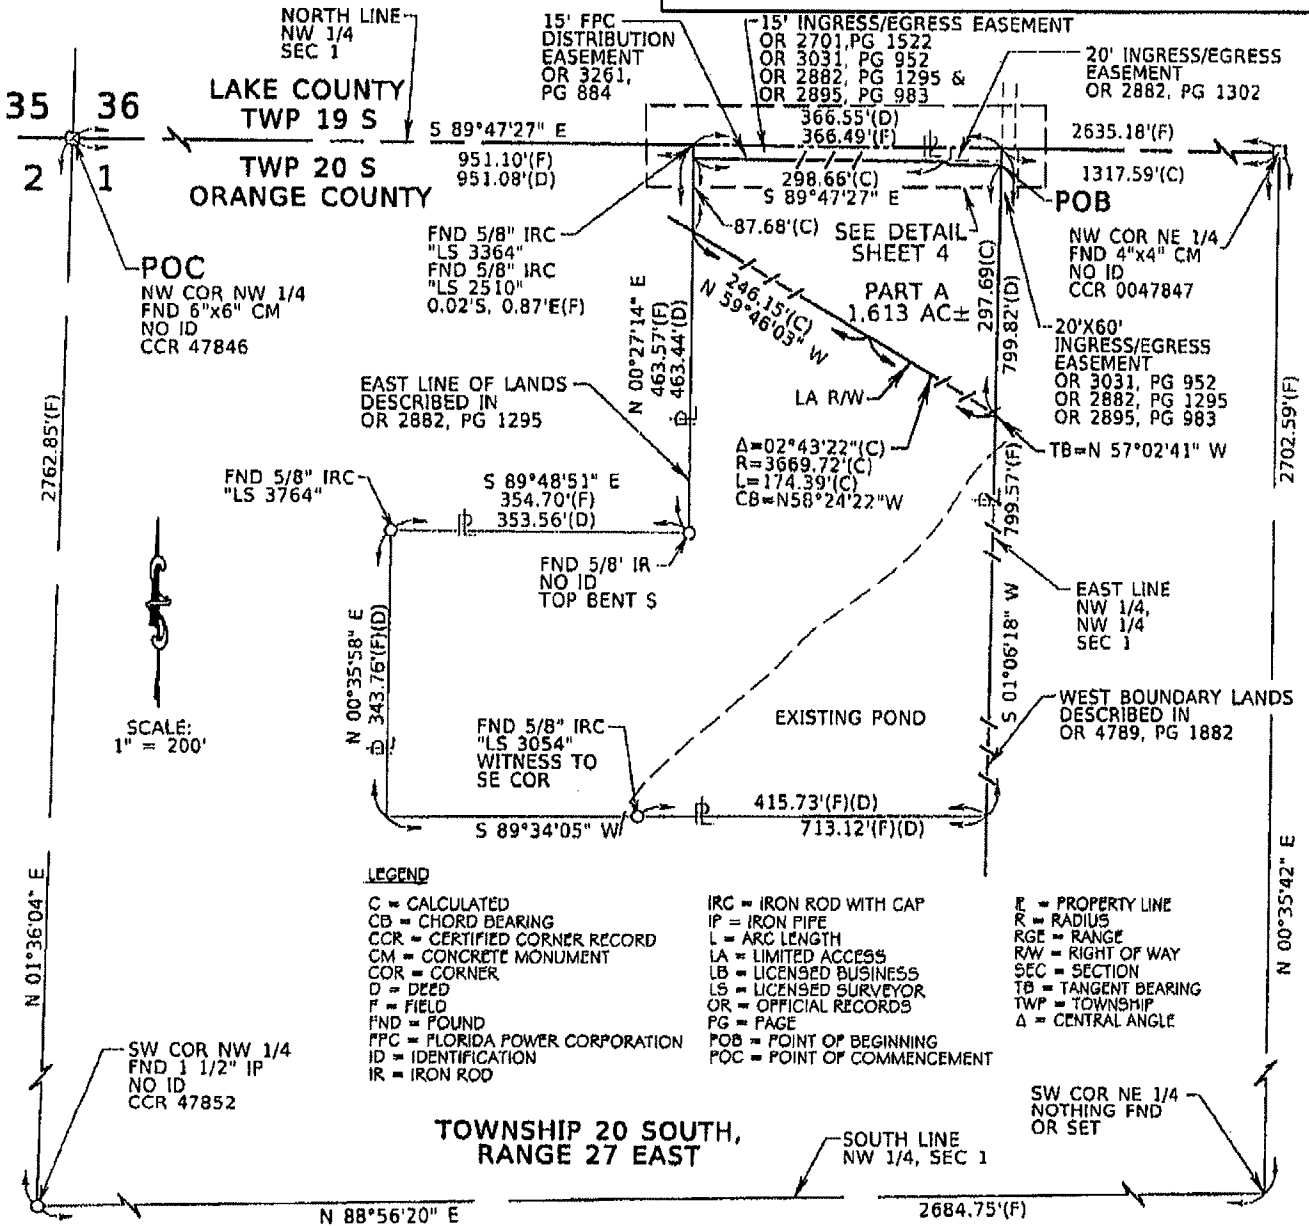 NORTH LINE
NW 1/4
SEC 1
15' FPC
DISTRIBUTION
EASEMENT
OR 3261,
PG 884
15' INGRESS/EGRESS EASEMENT
OR 2701,PG 1522
OR 3031, PG 952
OR 2882, PG 1295 &
OR 2895, PG 983
20' INGRESS/EGRESS
EASEMENT
OR 2882, PG 1302
35 36
2 1
LAKE COUNTY
TWP 19 S
TWP 20 S
ORANGE COUNTY
S 89°47'27" E
951.10'(F)
951.08'(D)
366.55'(D)
366.49'(F)
2635.18'(F)
1317.59'(C)
298.66'(C)
S 89°47'27" E
POB
POC
NW COR NW 1/4
FND 6"x6" CM
NO ID
CCR 47846
FND 5/8" IRC
"LS 3364"
FND 5/8" IRC
"LS 2510"
0.02'S, 0.87'E(F)
87.68'(C)
SEE DETAIL
SHEET 4
PART A
1.613 AC±
NW COR NE 1/4
FND 4"x4" CM
NO ID
CCR 0047847
297.69(C)
799.82'(D)
246.15'(C)
N 59°46'03" W
N 00°27'14" E
463.57'(F)
463.44'(D)
20'X60'
INGRESS/EGRESS
EASEMENT
OR 3031, PG 952
OR 2882, PG 1295
OR 2895, PG 983
EAST LINE OF LANDS
DESCRIBED IN
OR 2882, PG 1295
LA R/W
Δ=02°43'22"(C)
R=3669.72'(C)
L=174.39'(C)
CB=N58°24'22"W
TB=N 57°02'41" W
2762.85'(F)
2702.59'(F)
FND 5/8" IRC
"LS 3764"
S 89°48'51" E
354.70'(F)
353.56'(D)
799.57'(F)
FND 5/8' IR
NO ID
TOP BENT S
EAST LINE
NW 1/4,
NW 1/4
SEC 1
N 00°35'58" E
343.76'(F)(D)
S 01°06'18" W
SCALE:
1" = 200'
WEST BOUNDARY LANDS
DESCRIBED IN
OR 4789, PG 1882
FND 5/8" IRC
"LS 3054"
WITNESS TO
SE COR
EXISTING POND
415.73'(F)(D)
S 89°34'05" W
713.12'(F)(D)
N 01°36'04" E
N 00°35'42" E
LEGEND
C = CALCULATED
CB = CHORD BEARING
CCR = CERTIFIED CORNER RECORD
CM = CONCRETE MONUMENT
COR = CORNER
D = DEED
F = FIELD
FND = FOUND
FPC = FLORIDA POWER CORPORATION
ID = IDENTIFICATION
IR = IRON ROD
IRC = IRON ROD WITH CAP
IP = IRON PIPE
L = ARC LENGTH
LA = LIMITED ACCESS
LB = LICENSED BUSINESS
LS = LICENSED SURVEYOR
OR = OFFICIAL RECORDS
PG = PAGE
POB = POINT OF BEGINNING
POC = POINT OF COMMENCEMENT
PL = PROPERTY LINE
R = RADIUS
RGE = RANGE
R/W = RIGHT OF WAY
SEC = SECTION
TB = TANGENT BEARING
TWP = TOWNSHIP
Δ = CENTRAL ANGLE
SW COR NW 1/4
FND 1 1/2" IP
NO ID
CCR 47852
SW COR NE 1/4
NOTHING FND
OR SET
TOWNSHIP 20 SOUTH,
RANGE 27 EAST
SOUTH LINE
NW 1/4, SEC 1
N 88°56'20" E
2684.75'(F)